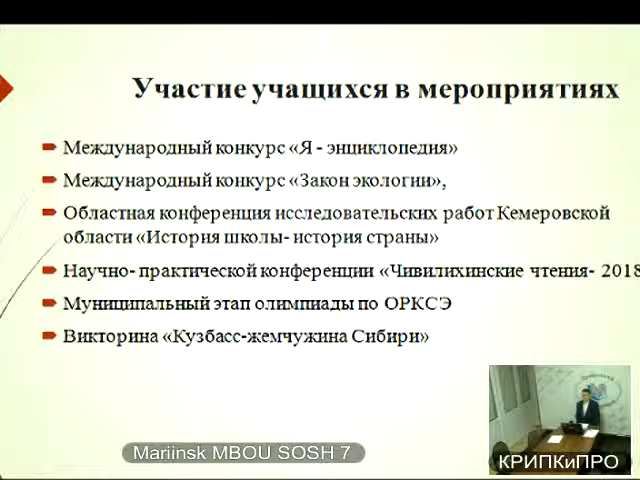 Участие учащихся в мероприятиях
Международный конкурс «Я - энциклопедия»
Международный конкурс «Закон экологии»,
Областная конференция исследовательских работ Кемеровской
области «История школы- история страны»
Научно- практической конференции «Чивилихинские чтения- 2018
Муниципальный этап олимпиады по ОРКСЭ
Викторина «Кузбасс-жемчужина Сибири»
Mariinsk MBOU SOSH 7
КРИПКиПРО